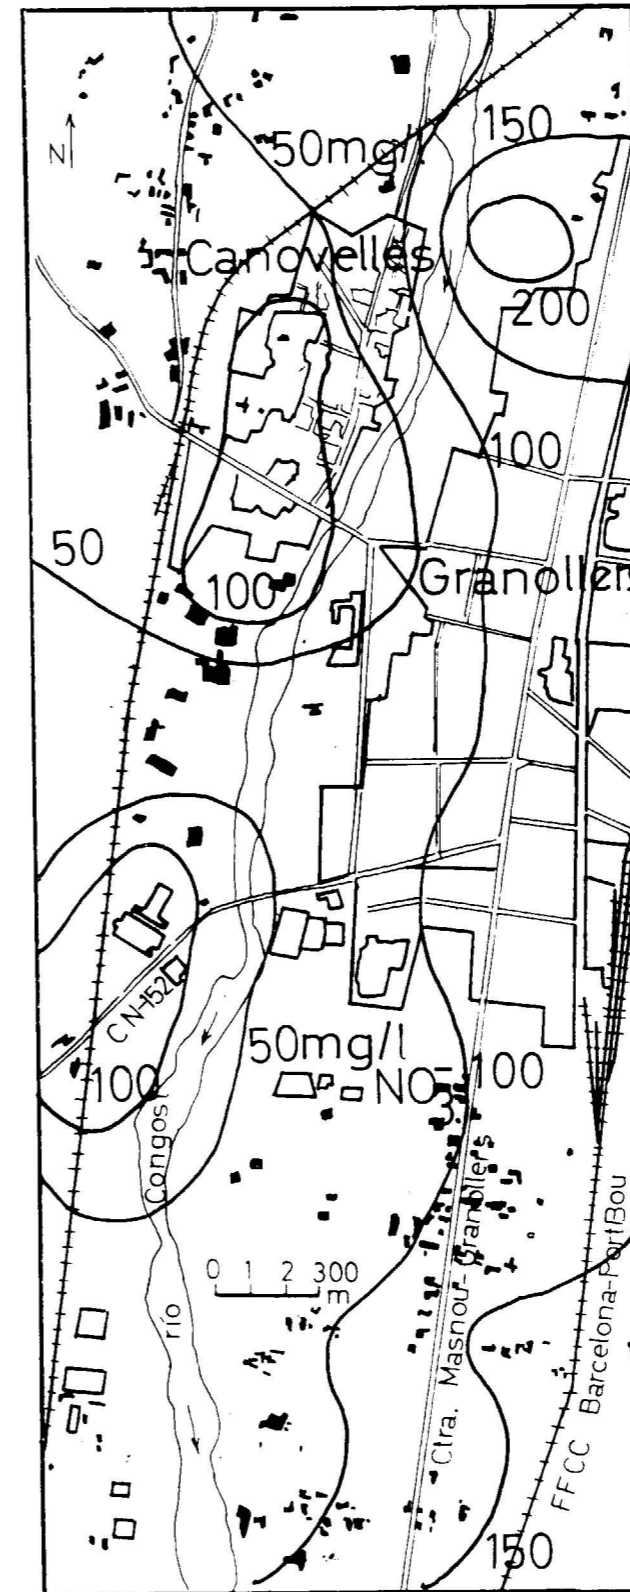 150
50mg/l
N
Canovelles
200
100
50
Granollers
100
CN-152
50mg/l
NO₃⁻
100
100
Congost
río
0 1 2 300
m
Ctra. Masnou-Granollers
FFCC Barcelona-PortBou
150